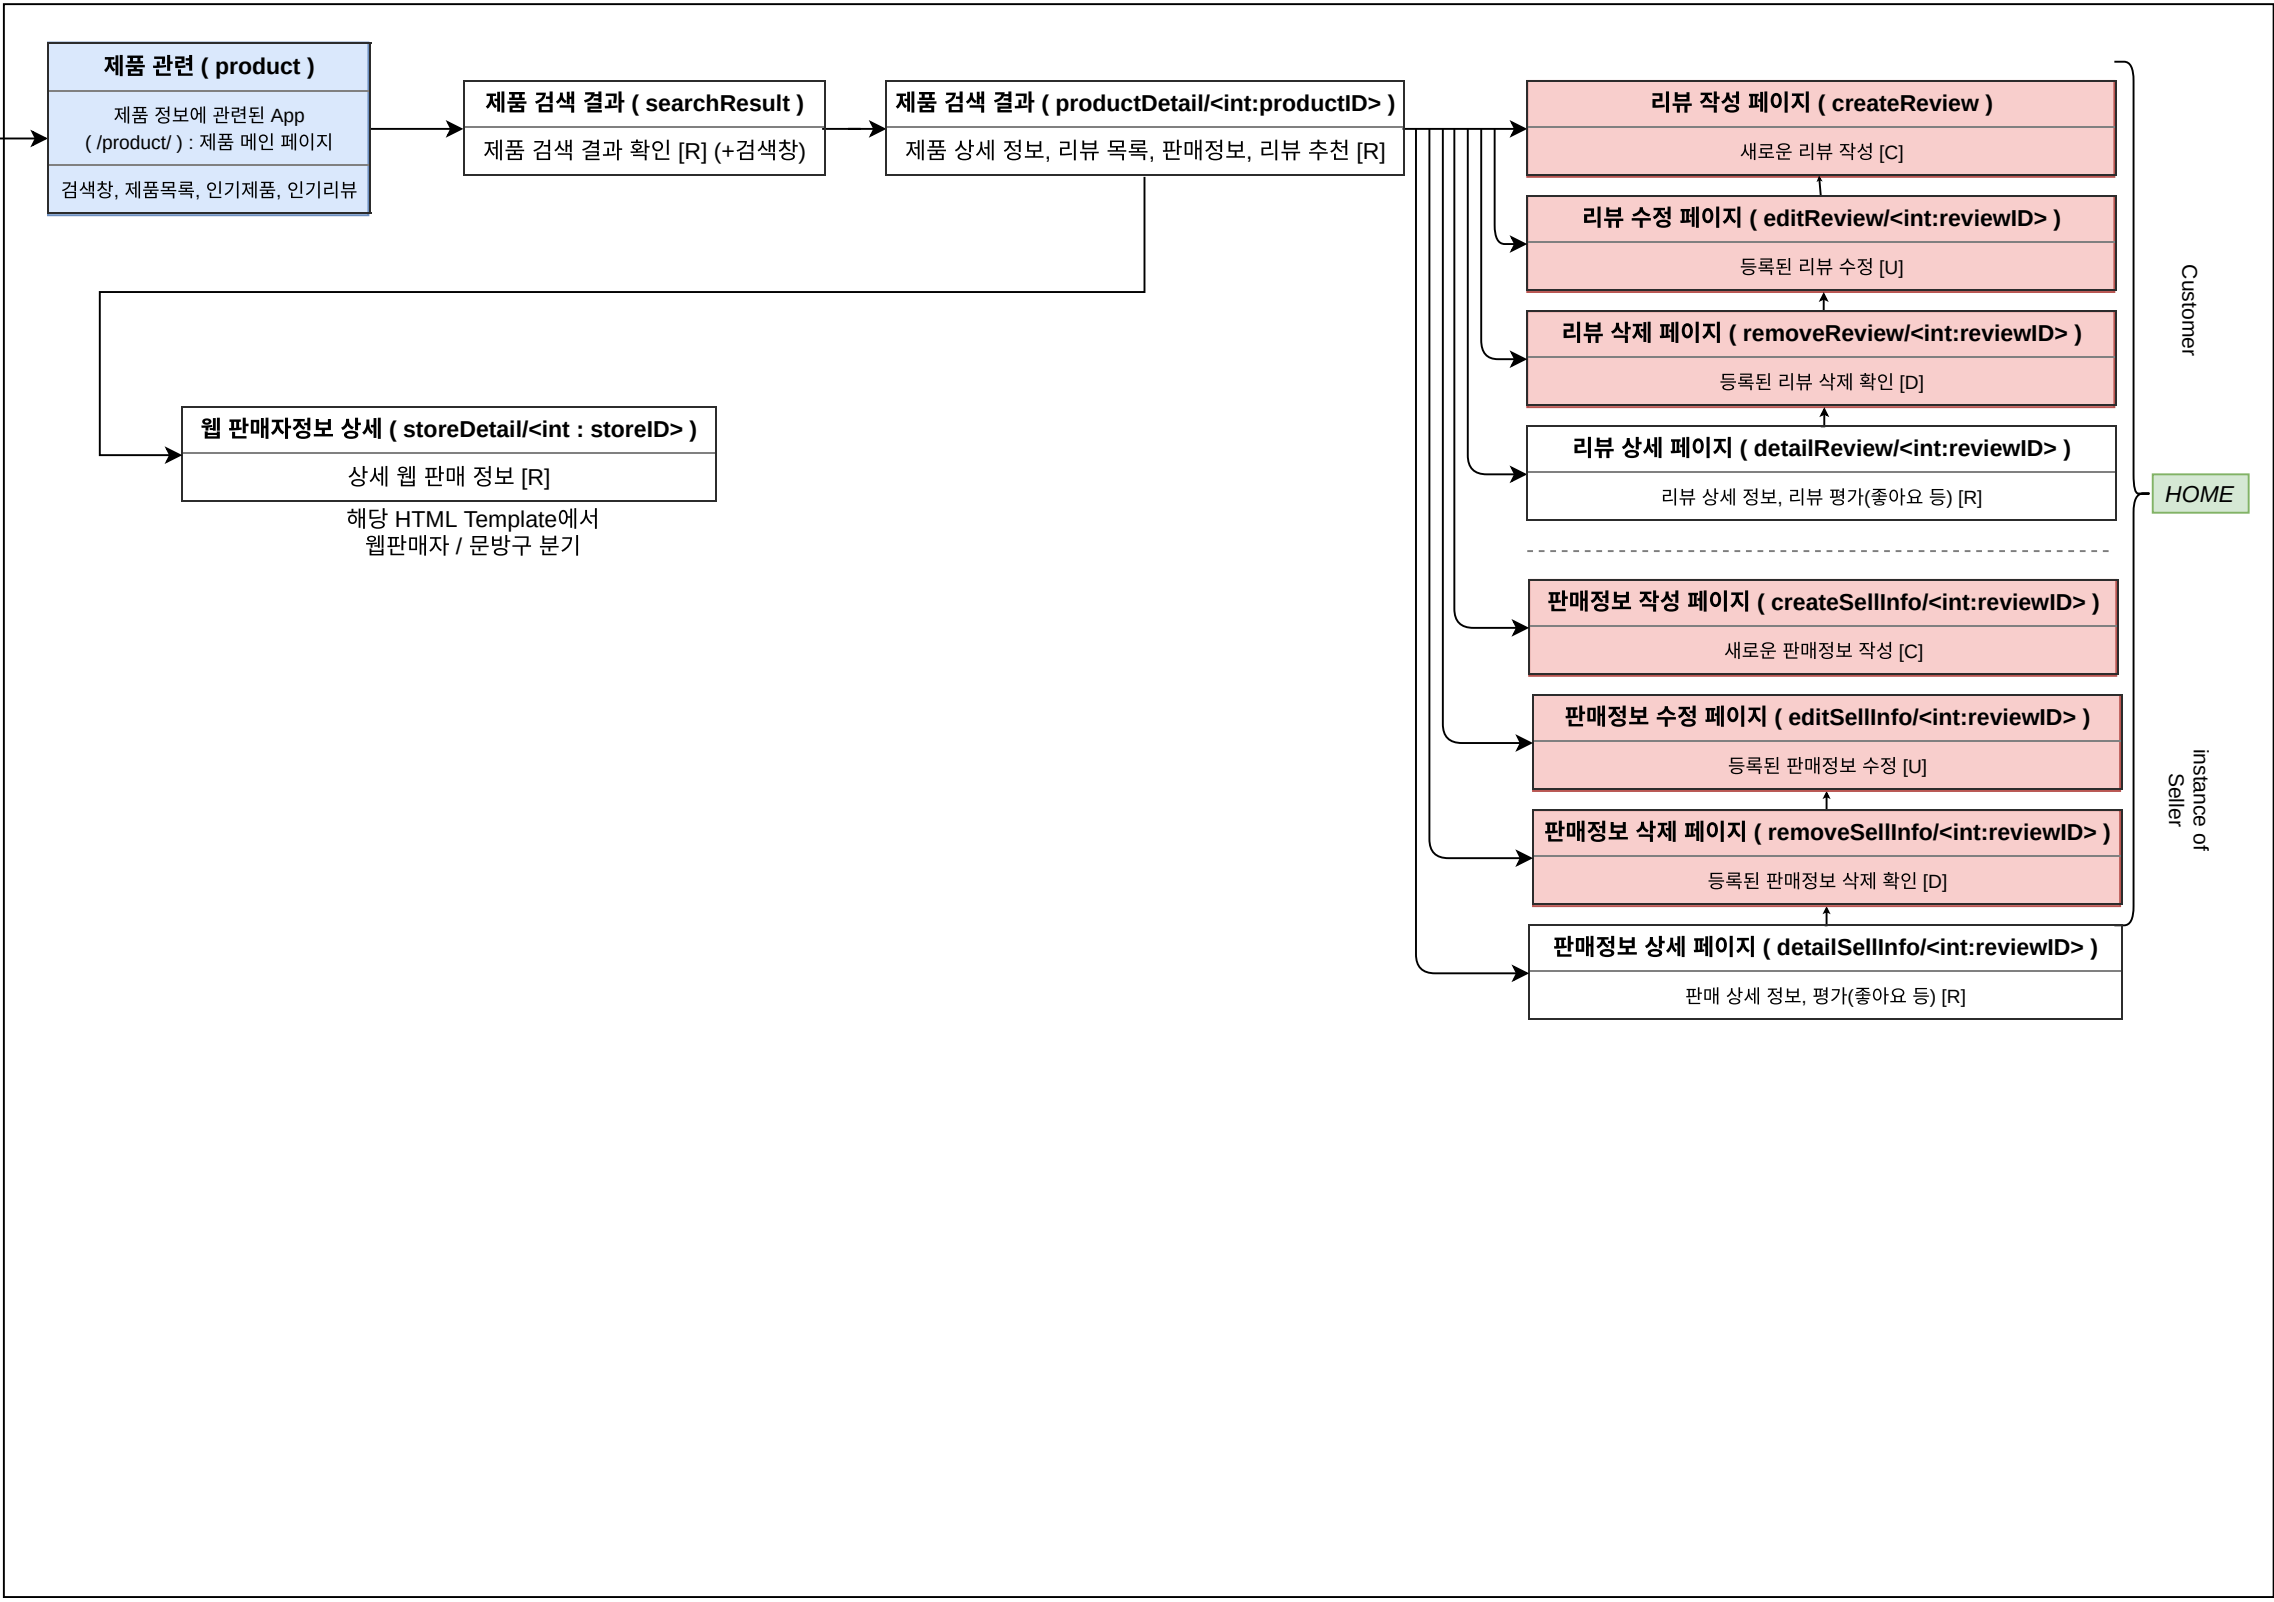 제품 관련 ( product )
제품 정보에 관련된 App
( /product/ ) : 제품 메인 페이지
검색창, 제품목록, 인기제품, 인기리뷰
제품 검색 결과 ( searchResult )
제품 검색 결과 확인 [R] (+검색창)
제품 검색 결과 ( productDetail/<int:productID> )
제품 상세 정보, 리뷰 목록, 판매정보, 리뷰 추천 [R]
웹 판매자정보 상세 ( storeDetail/<int : storeID> )
상세 웹 판매 정보 [R]
해당 HTML Template에서
웹판매자 / 문방구 분기
리뷰 작성 페이지 ( createReview )
새로운 리뷰 작성 [C]
리뷰 수정 페이지 ( editReview/<int:reviewID> )
등록된 리뷰 수정 [U]
리뷰 삭제 페이지 ( removeReview/<int:reviewID> )
등록된 리뷰 삭제 확인 [D]
리뷰 상세 페이지 ( detailReview/<int:reviewID> )
리뷰 상세 정보, 리뷰 평가(좋아요 등) [R]
판매정보 작성 페이지 ( createSellInfo/<int:reviewID> )
새로운 판매정보 작성 [C]
판매정보 수정 페이지 ( editSellInfo/<int:reviewID> )
등록된 판매정보 수정 [U]
판매정보 삭제 페이지 ( removeSellInfo/<int:reviewID> )
등록된 판매정보 삭제 확인 [D]
판매정보 상세 페이지 ( detailSellInfo/<int:reviewID> )
판매 상세 정보, 평가(좋아요 등) [R]
Customer
HOME
instance of
Seller